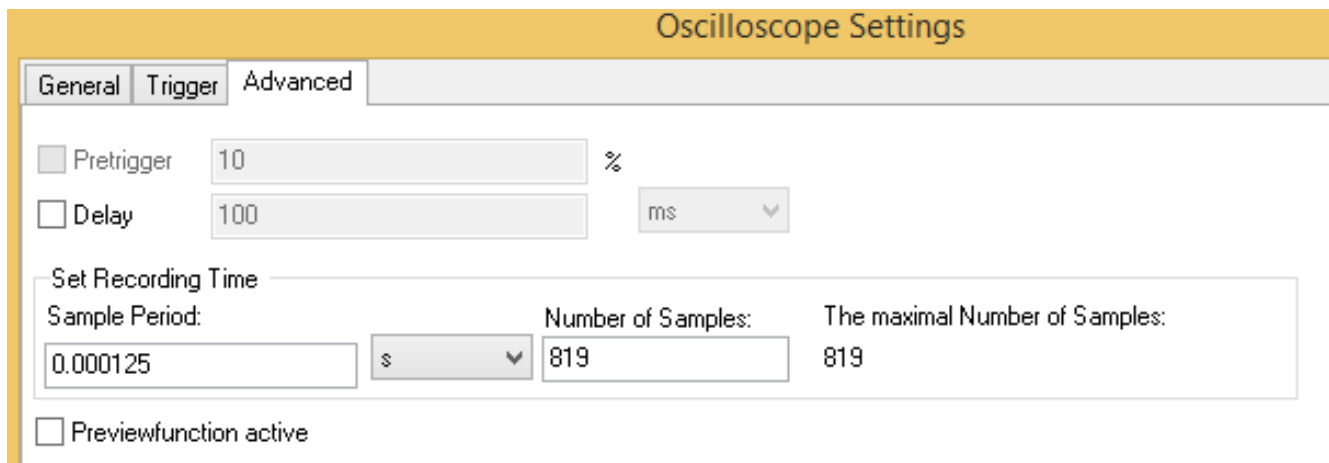 Oscilloscope Settings
General Trigger Advanced
Pretrigger 10 %
Delay 100 ms
Set Recording Time
Sample Period: Number of Samples: The maximal Number of Samples:
0.000125 s 819 819
Previewfunction active